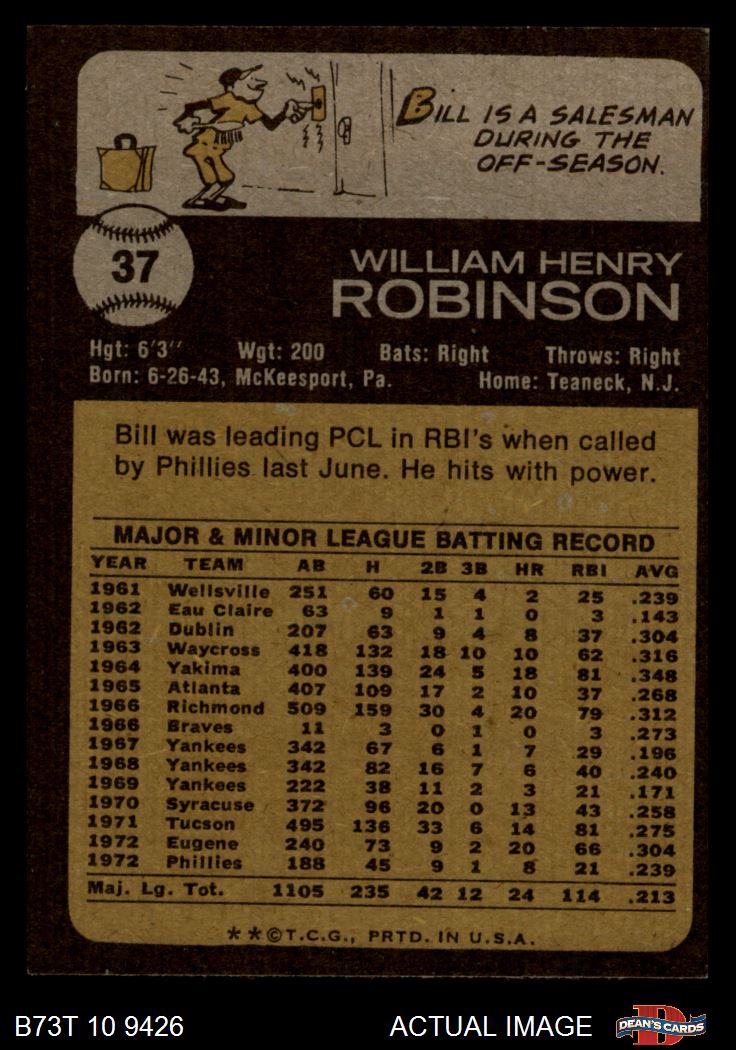 BILL IS A SALESMAN
DURING THE
OFF-SEASON.
37
WILLIAM HENRY
ROBINSON
Hgt: 6'3" Wgt: 200 Bats: Right Throws: Right
Born: 6-26-43, McKeesport, Pa. Home: Teaneck, N.J.
Bill was leading PCL in RBI's when called
by Phillies last June. He hits with power.
MAJOR & MINOR LEAGUE BATTING RECORD
YEAR TEAM AB H 2B 3B HR RBI AVG
1961 Wellsville 251 60 15 4 2 25 .239
1962 Eau Claire 63 9 1 1 0 3 .143
1962 Dublin 207 63 9 4 8 37 .304
1963 Waycross 418 132 18 10 10 62 .316
1964 Yakima 400 139 24 5 18 81 .348
1965 Atlanta 407 109 17 2 10 37 .268
1966 Richmond 509 159 30 4 20 79 .312
1966 Braves 11 3 0 1 0 3 .273
1967 Yankees 342 67 6 1 7 29 .196
1968 Yankees 342 82 16 7 6 40 .240
1969 Yankees 222 38 11 2 3 21 .171
1970 Syracuse 372 96 20 0 13 43 .258
1971 Tucson 495 136 33 6 14 81 .275
1972 Eugene 240 73 9 2 20 66 .304
1972 Phillies 188 45 9 1 8 21 .239
Maj. Lg. Tot. 1105 235 42 12 24 114 .213
**©T.C.G., PRTD. IN U.S.A.
B73T 10 9426 ACTUAL IMAGE D DEAN'S CARDS